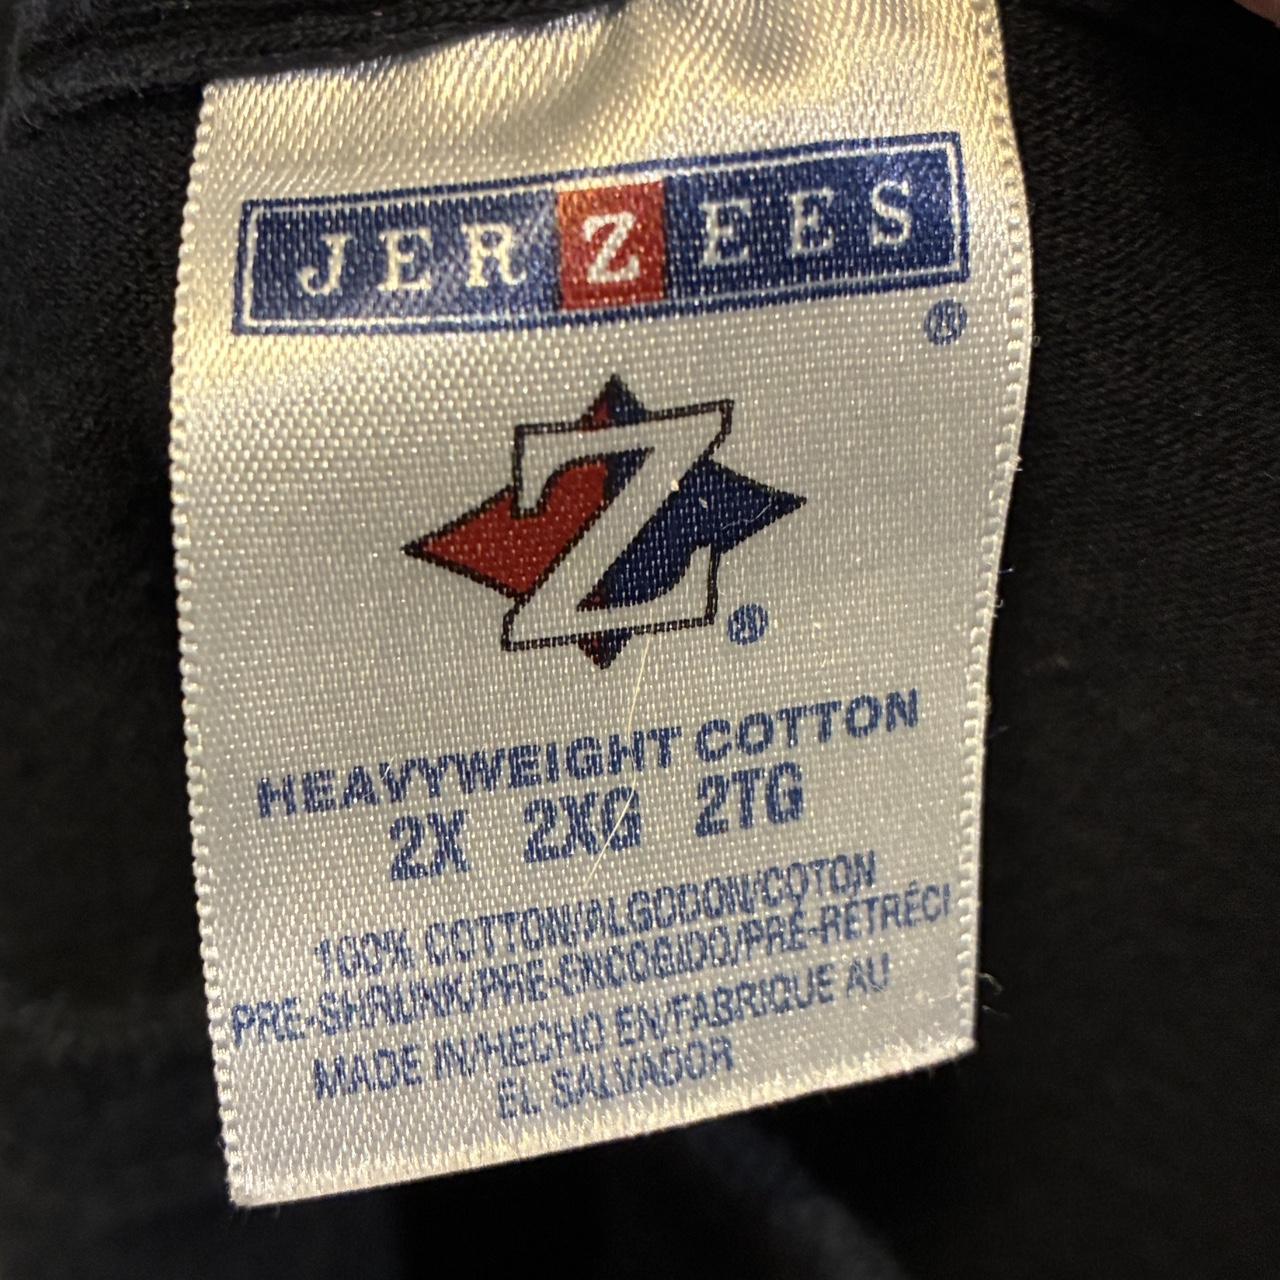 JERZEES
®
Z
®
HEAVYWEIGHT COTTON
2X 2XG 2TG
100% COTTON/ALGODON/COTON
PRE-SHRUNK/PRE-ENCOGIDO/PRÉ-RÉTRÉCI
MADE IN/HECHO EN/FABRIQUE AU
EL SALVADOR